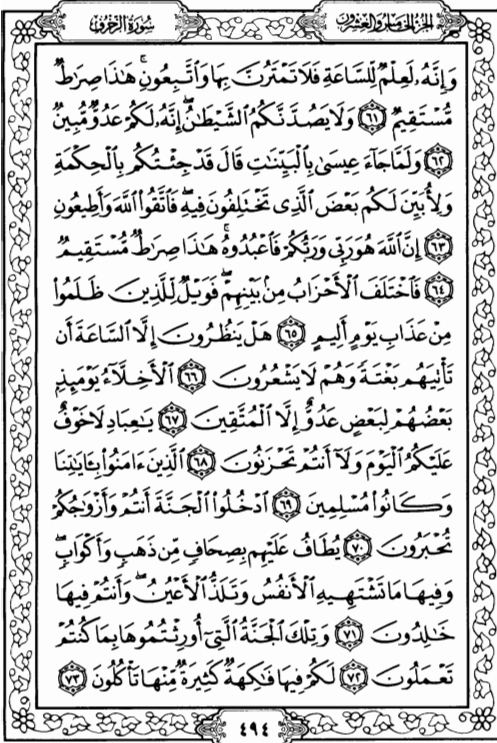 الجزء الخامس والعشرون
سورة الزخرف
وَإِنَّهُۥ لَعِلْمٌ لِّلسَّاعَةِ فَلَا تَمْتَرُنَّ بِهَا وَٱتَّبِعُونِ ۚ هَٰذَا صِرَٰطٌ
مُّسْتَقِيمٌ ٦١ وَلَا يَصُدَّنَّكُمُ ٱلشَّيْطَٰنُ ۖ إِنَّهُۥ لَكُمْ عَدُوٌّ مُّبِينٌ
٦٢ وَلَمَّا جَآءَ عِيسَىٰ بِٱلْبَيِّنَٰتِ قَالَ قَدْ جِئْتُكُم بِٱلْحِكْمَةِ
وَلِأُبَيِّنَ لَكُم بَعْضَ ٱلَّذِى تَخْتَلِفُونَ فِيهِ ۖ فَٱتَّقُوا۟ ٱللَّهَ وَأَطِيعُونِ
٦٣ إِنَّ ٱللَّهَ هُوَ رَبِّى وَرَبُّكُمْ فَٱعْبُدُوهُ ۚ هَٰذَا صِرَٰطٌ مُّسْتَقِيمٌ
٦٤ فَٱخْتَلَفَ ٱلْأَحْزَابُ مِنۢ بَيْنِهِمْ ۖ فَوَيْلٌ لِّلَّذِينَ ظَلَمُوا۟
مِنْ عَذَابِ يَوْمٍ أَلِيمٍ ٦٥ هَلْ يَنظُرُونَ إِلَّا ٱلسَّاعَةَ أَن
تَأْتِيَهُم بَغْتَةً وَهُمْ لَا يَشْعُرُونَ ٦٦ ٱلْأَخِلَّآءُ يَوْمَئِذٍۭ
بَعْضُهُمْ لِبَعْضٍ عَدُوٌّ إِلَّا ٱلْمُتَّقِينَ ٦٧ يَٰعِبَادِ لَا خَوْفٌ
عَلَيْكُمُ ٱلْيَوْمَ وَلَآ أَنتُمْ تَحْزَنُونَ ٦٨ ٱلَّذِينَ ءَامَنُوا۟ بِـَٔايَٰتِنَا
وَكَانُوا۟ مُسْلِمِينَ ٦٩ ٱدْخُلُوا۟ ٱلْجَنَّةَ أَنتُمْ وَأَزْوَٰجُكُمْ
تُحْبَرُونَ ٧٠ يُطَافُ عَلَيْهِم بِصِحَافٍ مِّن ذَهَبٍ وَأَكْوَابٍ ۖ
وَفِيهَا مَا تَشْتَهِيهِ ٱلْأَنفُسُ وَتَلَذُّ ٱلْأَعْيُنُ ۖ وَأَنتُمْ فِيهَا
خَٰلِدُونَ ٧١ وَتِلْكَ ٱلْجَنَّةُ ٱلَّتِىٓ أُورِثْتُمُوهَا بِمَا كُنتُمْ
تَعْمَلُونَ ٧٢ لَكُمْ فِيهَا فَٰكِهَةٌ كَثِيرَةٌ مِّنْهَا تَأْكُلُونَ ٧٣
٤٩٤